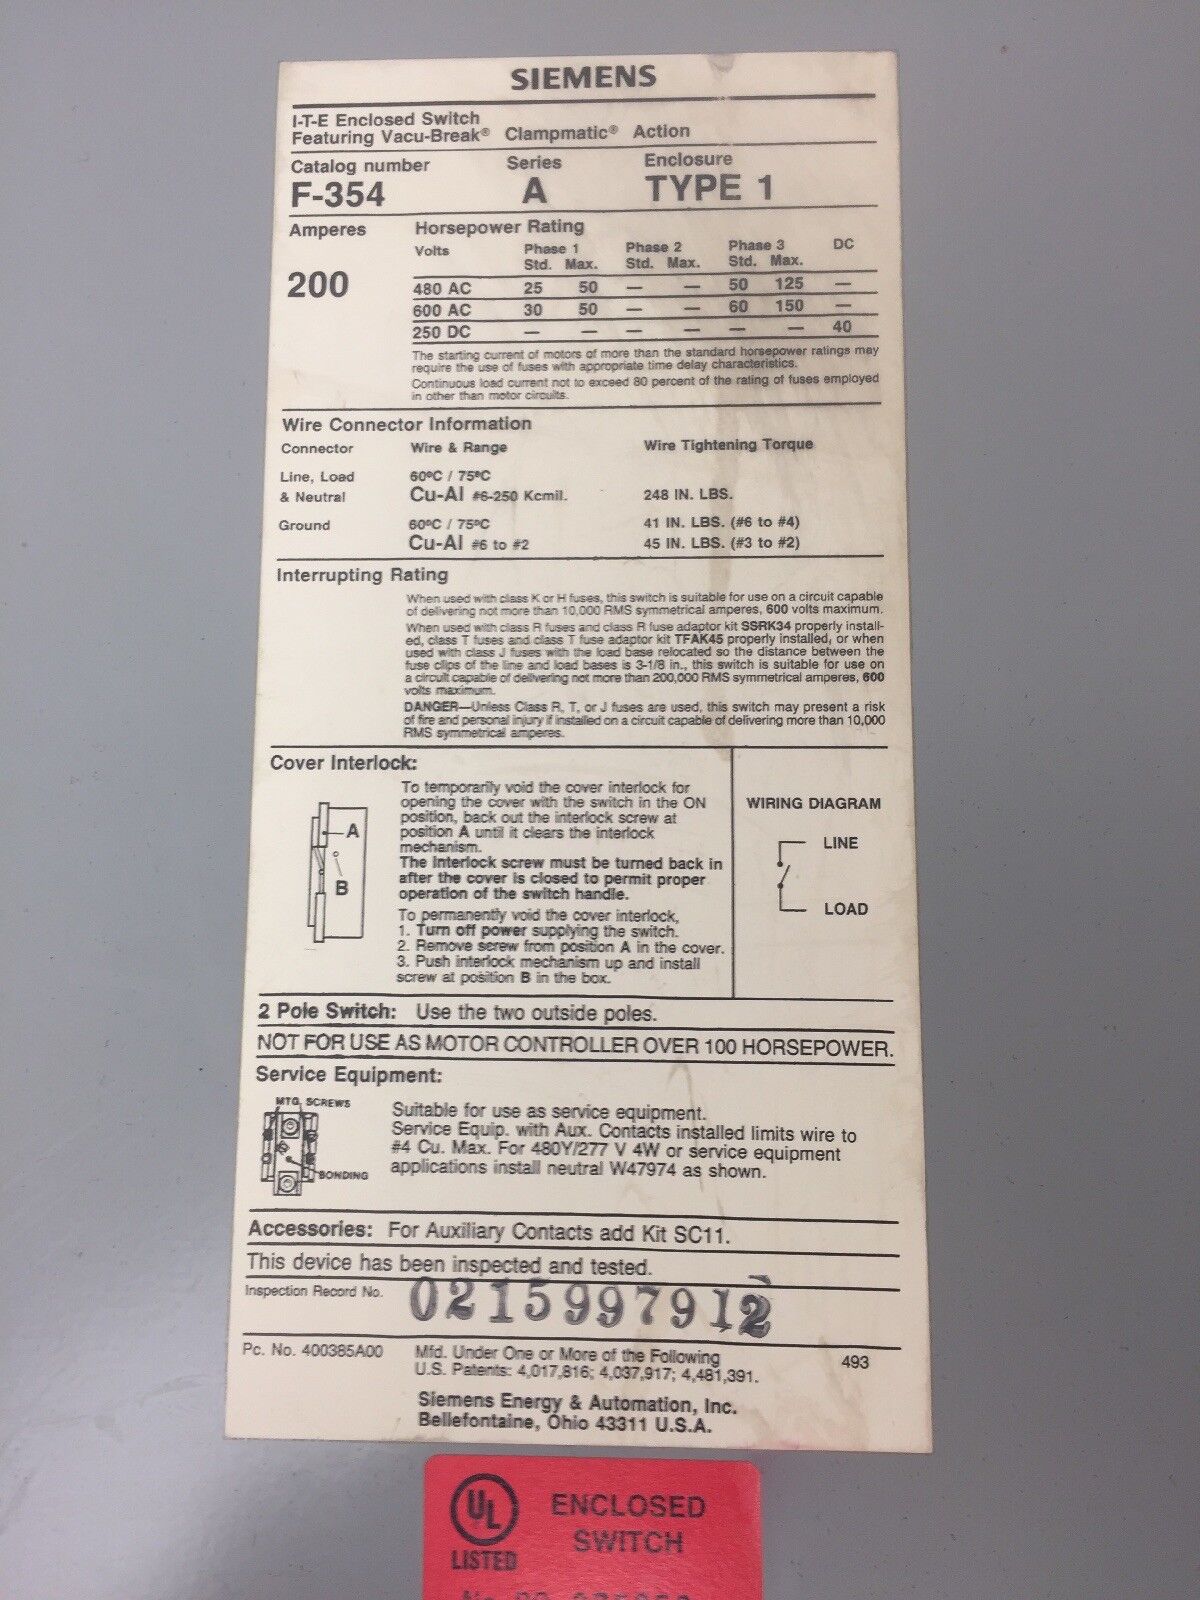 SIEMENS
I-T-E Enclosed Switch
Featuring Vacu-Break® Clampmatic® Action
Catalog number Series Enclosure
F-354 A TYPE 1
Amperes Horsepower Rating
Volts Phase 1 Phase 2 Phase 3 DC
Std. Max. Std. Max. Std. Max.
200
480 AC 25 50 — — 50 125 —
600 AC 30 50 — — 60 150 —
250 DC — — — — — — 40
The starting current of motors of more than the standard horsepower ratings may
require the use of fuses with appropriate time delay characteristics.
Continuous load current not to exceed 80 percent of the rating of fuses employed
in other than motor circuits.
Wire Connector Information
Connector Wire & Range Wire Tightening Torque
Line, Load 60°C / 75°C
& Neutral Cu-Al #6-250 Kcmil. 248 IN. LBS.
Ground 60°C / 75°C 41 IN. LBS. (#6 to #4)
Cu-Al #6 to #2 45 IN. LBS. (#3 to #2)
Interrupting Rating
When used with class K or H fuses, this switch is suitable for use on a circuit capable
of delivering not more than 10,000 RMS symmetrical amperes, 600 volts maximum.
When used with class R fuses and class R fuse adaptor kit SSRK34 properly install-
ed, class T fuses and class T fuse adaptor kit TFAK45 properly installed, or when
used with class J fuses with the load base relocated so the distance between the
fuse clips of the line and load bases is 3-1/8 in., this switch is suitable for use on
a circuit capable of delivering not more than 200,000 RMS symmetrical amperes, 600
volts maximum.
DANGER—Unless Class R, T, or J fuses are used, this switch may present a risk
of fire and personal injury if installed on a circuit capable of delivering more than 10,000
RMS symmetrical amperes.
Cover Interlock:
A
B
To temporarily void the cover interlock for
opening the cover with the switch in the ON
position, back out the interlock screw at
position A until it clears the interlock
mechanism.
The interlock screw must be turned back in
after the cover is closed to permit proper
operation of the switch handle.
To permanently void the cover interlock,
1. Turn off power supplying the switch.
2. Remove screw from position A in the cover.
3. Push interlock mechanism up and install
screw at position B in the box.
WIRING DIAGRAM
LINE
LOAD
2 Pole Switch: Use the two outside poles.
NOT FOR USE AS MOTOR CONTROLLER OVER 100 HORSEPOWER.
Service Equipment:
MTG SCREWS
BONDING
Suitable for use as service equipment.
Service Equip. with Aux. Contacts installed limits wire to
#4 Cu. Max. For 480Y/277 V 4W or service equipment
applications install neutral W47974 as shown.
Accessories: For Auxiliary Contacts add Kit SC11.
This device has been inspected and tested.
Inspection Record No. 0215997912
Pc. No. 400385A00 Mfd. Under One or More of the Following 493
U.S. Patents: 4,017,816; 4,037,917; 4,481,391.
Siemens Energy & Automation, Inc.
Bellefontaine, Ohio 43311 U.S.A.
UL
LISTED
ENCLOSED
SWITCH